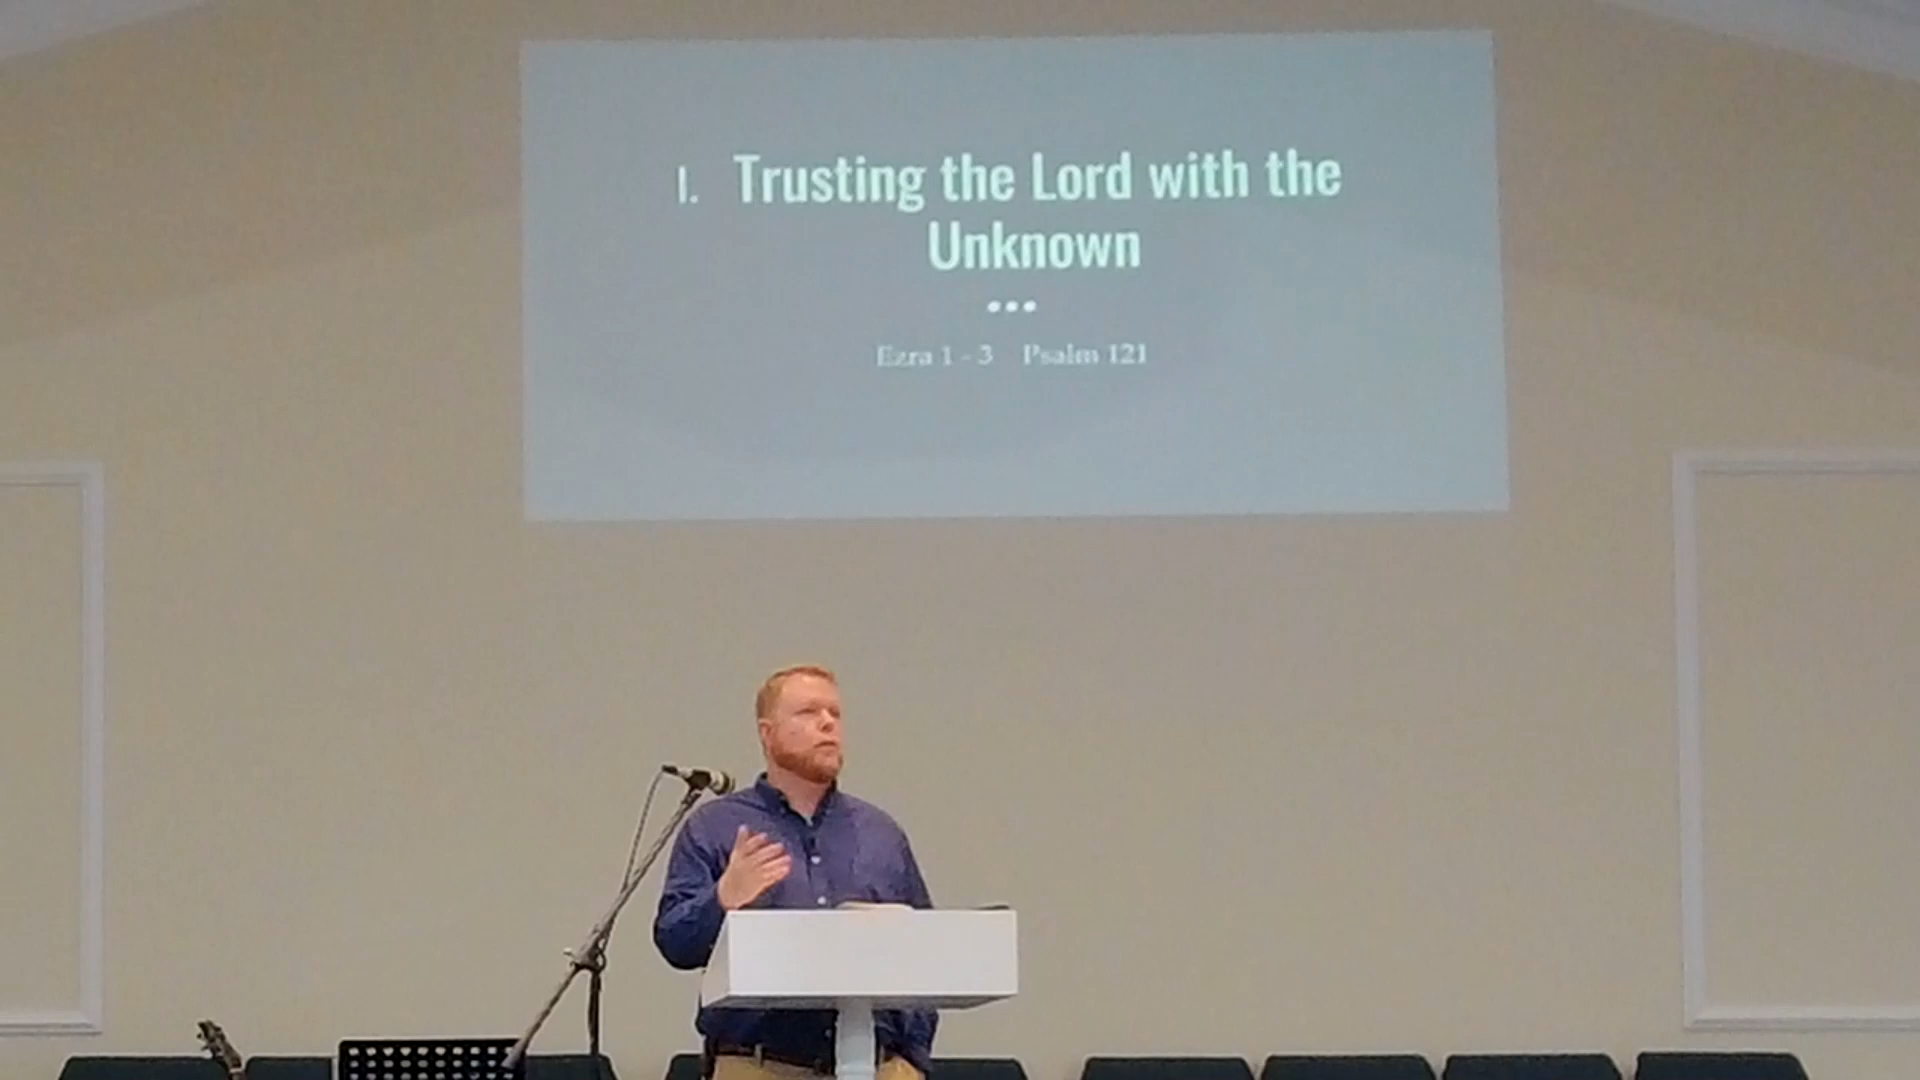 I. Trusting the Lord with the
Unknown
Ezra 1 - 3 Psalm 121